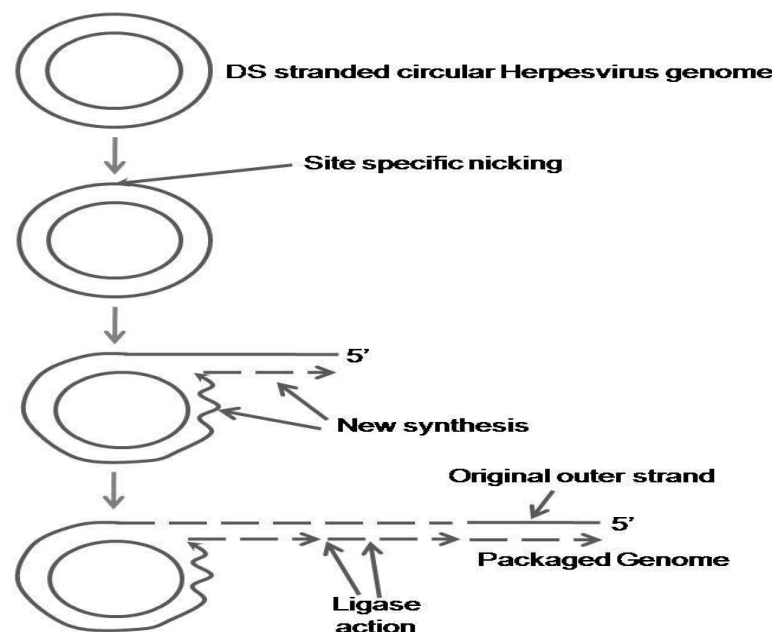 DS stranded circular Herpesvirus genome
Site specific nicking
5’
New synthesis
Original outer strand
5’
Packaged Genome
Ligase
action